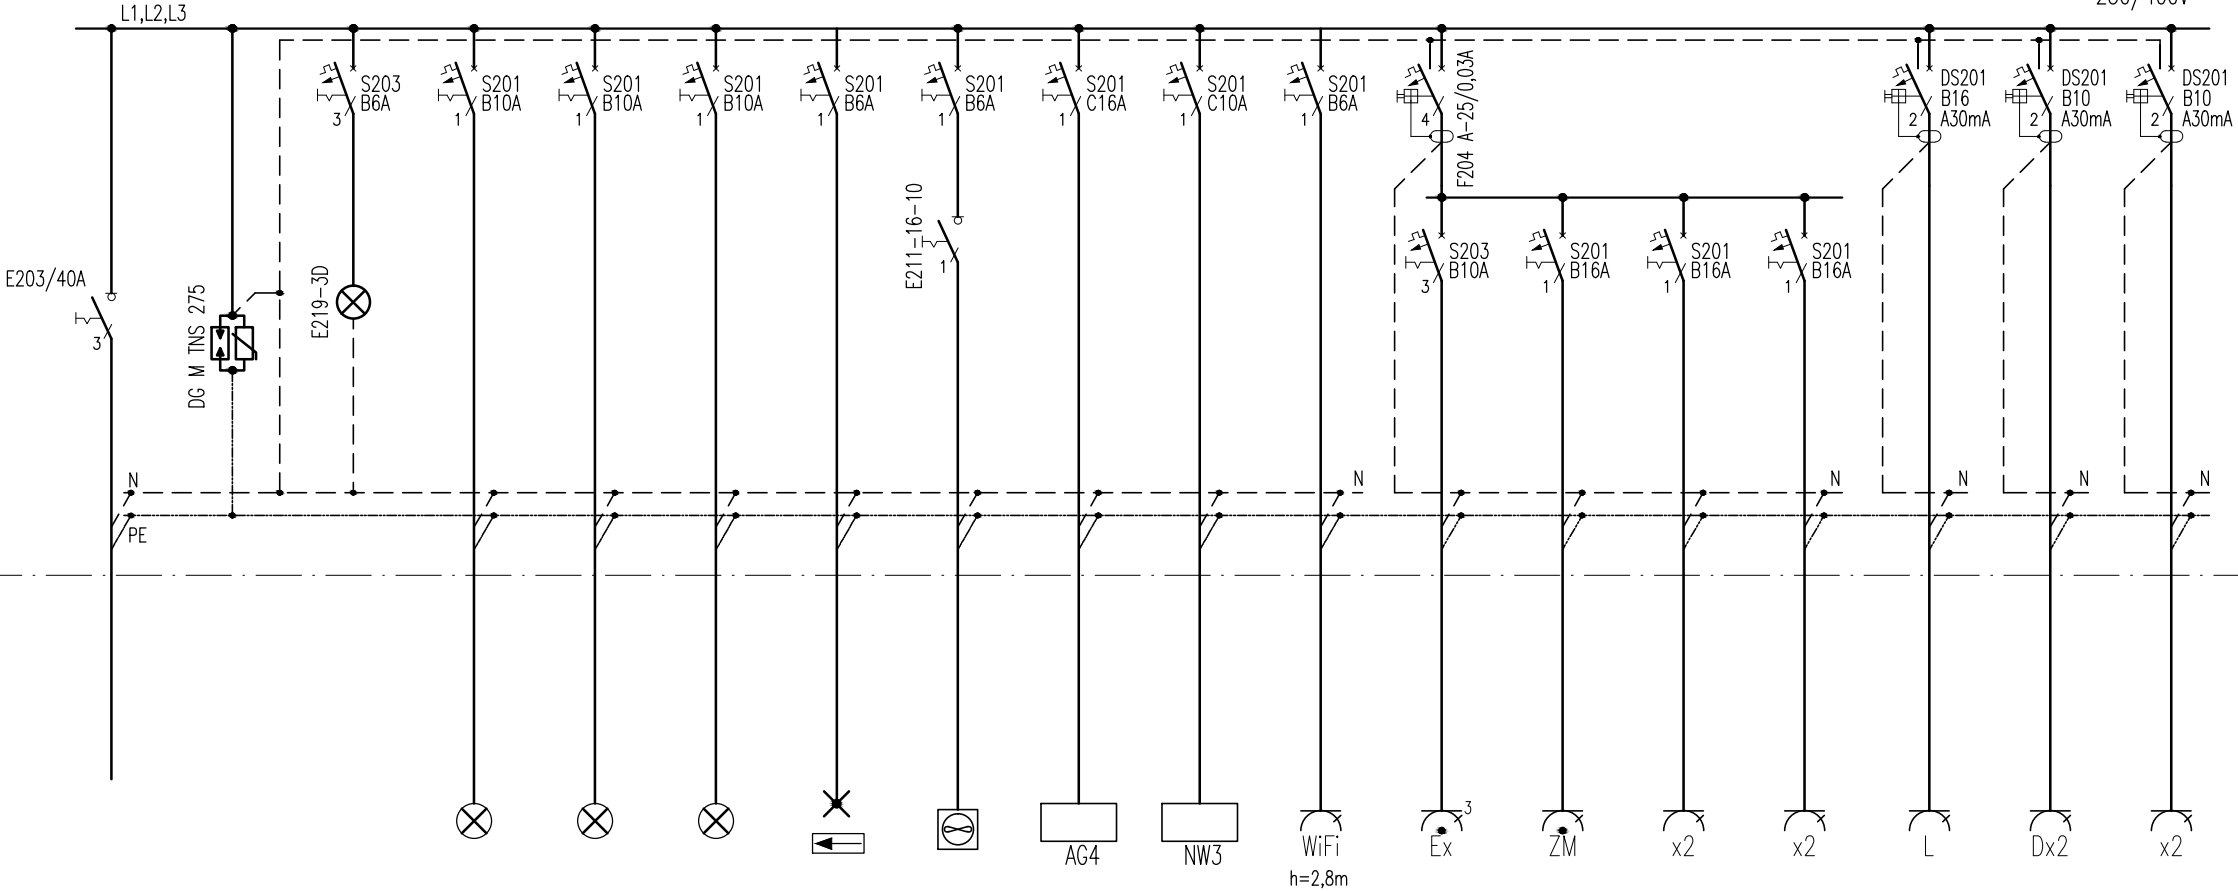 L1,L2,L3
230/400V
S203
B6A
3
S201
B10A
1
S201
B10A
1
S201
B10A
1
S201
B6A
1
S201
B6A
1
S201
C16A
1
S201
C10A
1
S201
B6A
1
4
F204 A-25/0,03A
DS201
B16
A30mA
2
DS201
B10
A30mA
2
DS201
B10
A30mA
2
E203/40A
3
DG M TNS 275
E219-3D
E211-16-10
1
S203
B10A
3
S201
B16A
1
S201
B16A
1
S201
B16A
1
N
N
N
N
N
N
PE
AG4
NW3
WiFi
h=2,8m
3
Ex
ZM
x2
x2
L
Dx2
x2